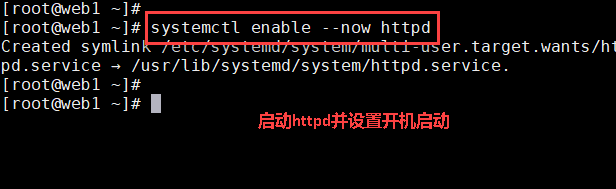 [root@web1 ~]#
[root@web1 ~]# systemctl enable --now httpd
Created symlink /etc/systemd/system/multi-user.target.wants/ht
pd.service → /usr/lib/systemd/system/httpd.service.
[root@web1 ~]#
[root@web1 ~]#
启动httpd并设置开机启动